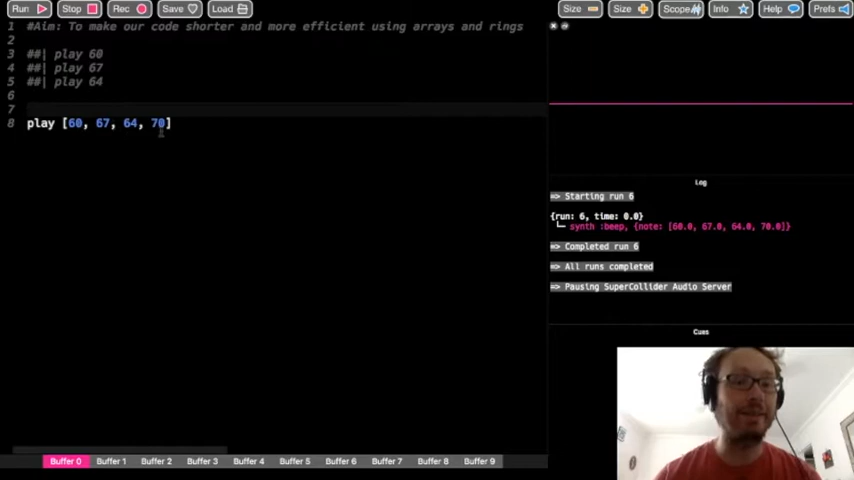 Run Stop Rec Save Load Size Size Scope Info Help Prefs
1 #Aim: To make our code shorter and more efficient using arrays and rings
2
3 ##| play 60
4 ##| play 67
5 ##| play 64
6
7
8 play [60, 67, 64, 70]
Log
=> Starting run 6
{run: 6, time: 0.0}
synth :beep, {note: [60.0, 67.0, 64.0, 70.0]}
=> Completed run 6
=> All runs completed
=> Pausing SuperCollider Audio Server
Cues
Buffer 0 Buffer 1 Buffer 2 Buffer 3 Buffer 4 Buffer 5 Buffer 6 Buffer 7 Buffer 8 Buffer 9